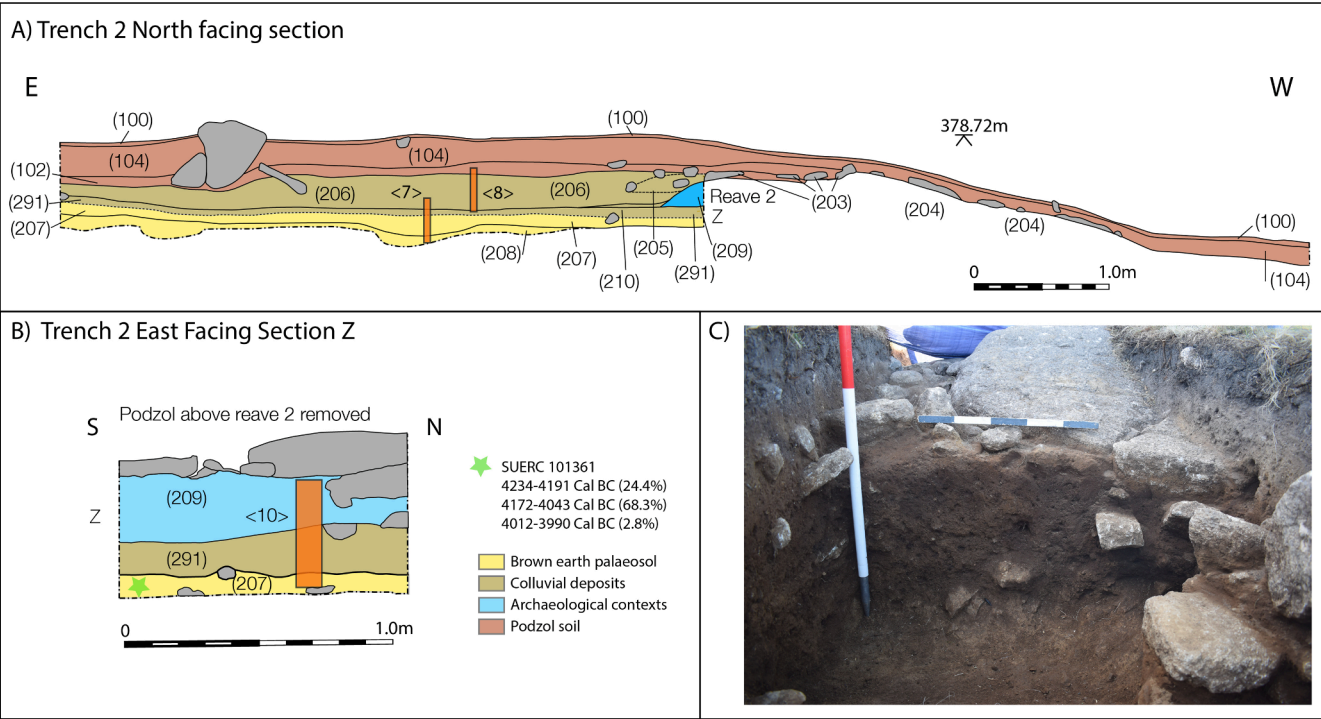 A) Trench 2 North facing section
E
W
(100)
(100)
378.72m
(104)
(104)
(102)
(206)
<7>
<8>
(206)
Reave 2
(291)
(203)
Z
(204)
(207)
(204)
(100)
(208)
(207)
(205)
(209)
(210)
(291)
0
1.0m
(104)
B) Trench 2 East Facing Section Z
Podzol above reave 2 removed
S
N
(209)
Z
<10>
(291)
(207)
0
1.0m
SUERC 101361
4234-4191 Cal BC (24.4%)
4172-4043 Cal BC (68.3%)
4012-3990 Cal BC (2.8%)
Brown earth palaeosol
Colluvial deposits
Archaeological contexts
Podzol soil
C)